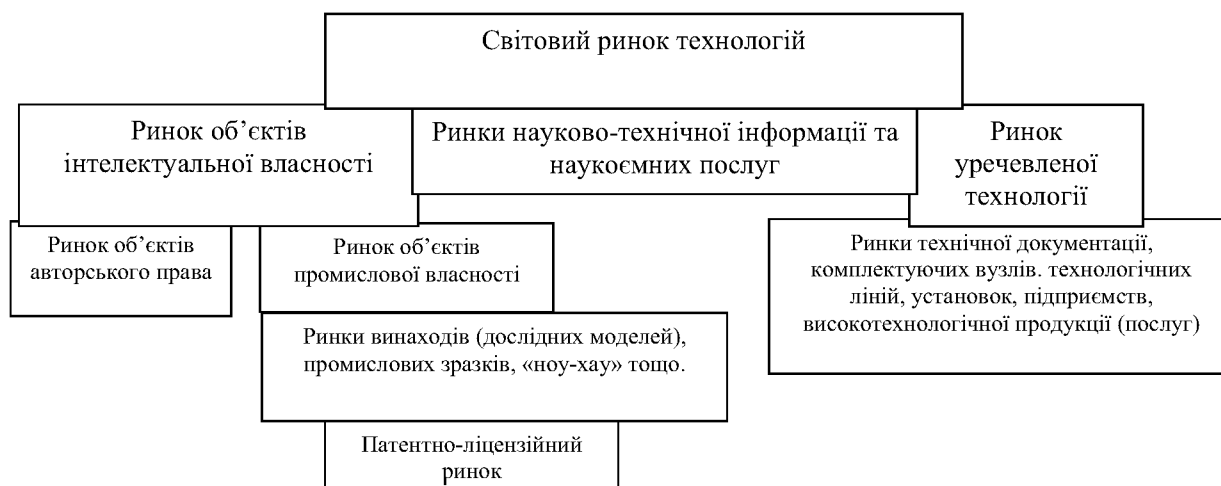 Світовий ринок технологій
Ринок об’єктів
інтелектуальної власності
Ринки науково-технічної інформації та
наукоємних послуг
Ринок
уречевленої
технології
Ринок об’єктів
авторського права
Ринок об’єктів
промислової власності
Ринки технічної документації,
комплектуючих вузлів. технологічних
ліній, установок, підприємств,
високотехнологічної продукції (послуг)
Ринки винаходів (дослідних моделей),
промислових зразків, «ноу-хау» тощо.
Патентно-ліцензійний
ринок